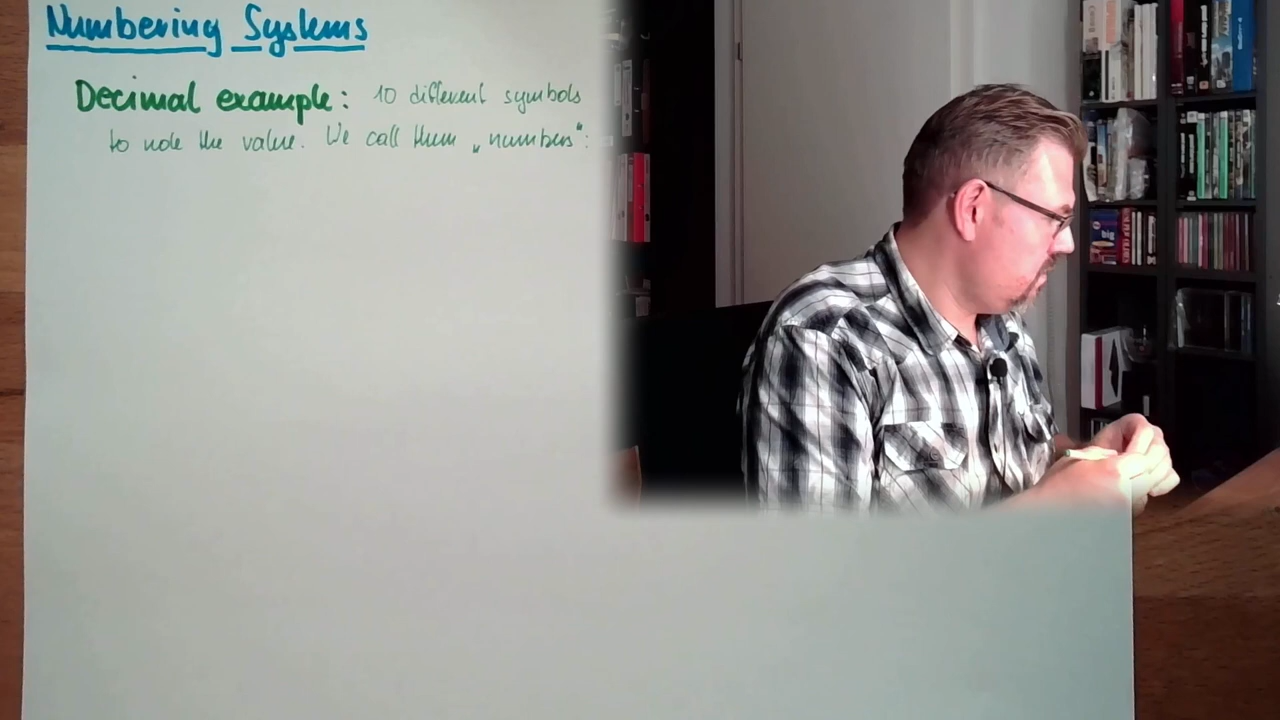 Numbering Systems
Decimal example: 10 different symbols
to note the value. We call them „numbers“: